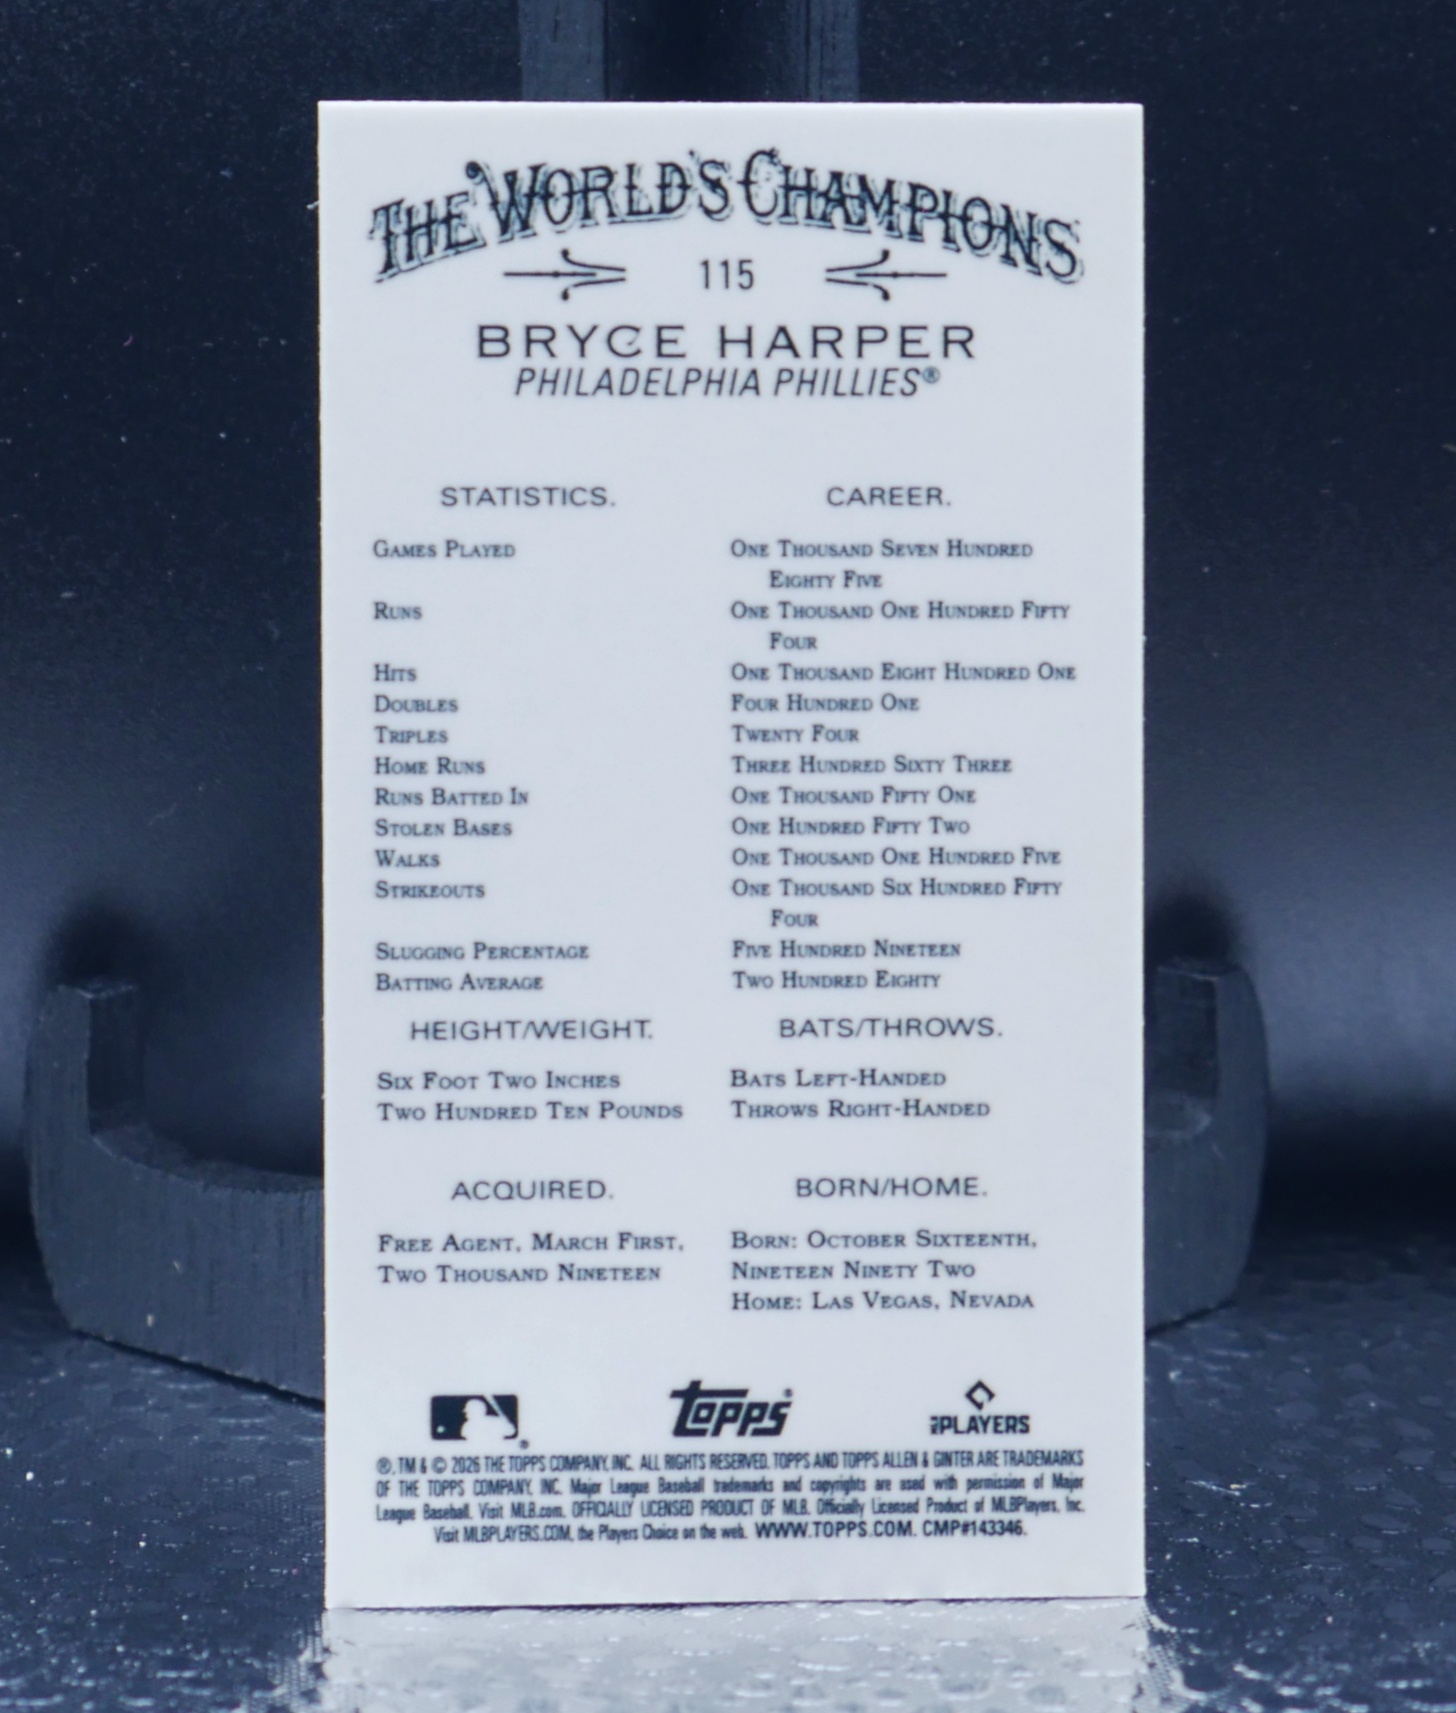 THE WORLD'S CHAMPIONS
115
BRYCE HARPER
PHILADELPHIA PHILLIES®
STATISTICS. CAREER.
GAMES PLAYED ONE THOUSAND SEVEN HUNDRED
EIGHTY FIVE
RUNS ONE THOUSAND ONE HUNDRED FIFTY
FOUR
HITS ONE THOUSAND EIGHT HUNDRED ONE
DOUBLES FOUR HUNDRED ONE
TRIPLES TWENTY FOUR
HOME RUNS THREE HUNDRED SIXTY THREE
RUNS BATTED IN ONE THOUSAND FIFTY ONE
STOLEN BASES ONE HUNDRED FIFTY TWO
WALKS ONE THOUSAND ONE HUNDRED FIVE
STRIKEOUTS ONE THOUSAND SIX HUNDRED FIFTY
FOUR
SLUGGING PERCENTAGE FIVE HUNDRED NINETEEN
BATTING AVERAGE TWO HUNDRED EIGHTY
HEIGHT/WEIGHT. BATS/THROWS.
SIX FOOT TWO INCHES BATS LEFT-HANDED
TWO HUNDRED TEN POUNDS THROWS RIGHT-HANDED
ACQUIRED. BORN/HOME.
FREE AGENT, MARCH FIRST, BORN: OCTOBER SIXTEENTH,
TWO THOUSAND NINETEEN NINETEEN NINETY TWO
HOME: LAS VEGAS, NEVADA
topps® MLB PLAYERS
®, TM & © 2026 THE TOPPS COMPANY, INC. ALL RIGHTS RESERVED. TOPPS AND TOPPS ALLEN & GINTER ARE TRADEMARKS
OF THE TOPPS COMPANY, INC. Major League Baseball trademarks and copyrights are used with permission of Major
League Baseball. Visit MLB.com. OFFICIALLY LICENSED PRODUCT OF MLB. Officially Licensed Product of MLBPlayers, Inc.
Visit MLBPLAYERS.COM, the Players Choice on the web. WWW.TOPPS.COM. CMP#143346.